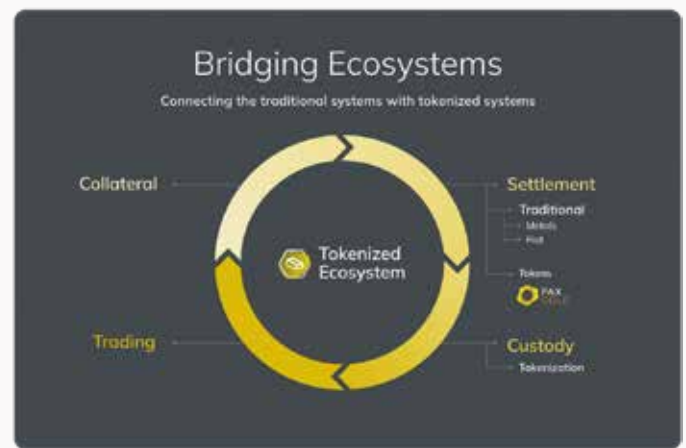 Bridging Ecosystems
Connecting the traditional systems with tokenized systems
Collateral
Settlement
Traditional
Metals
Fiat
Tokenized
Ecosystem
Tokens
PAX
GOLD
Trading
Custody
Tokenization